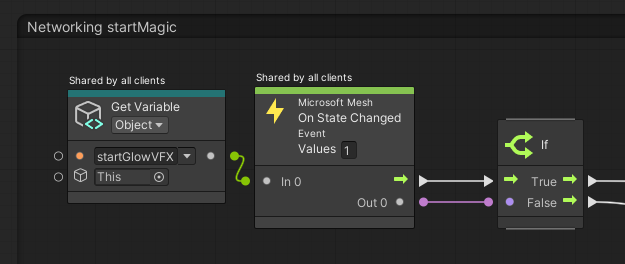 Networking startMagic
Shared by all clients
Get Variable
Object
startGlowVFX
This
Shared by all clients
Microsoft Mesh
On State Changed
Event
Values 1
In 0
Out 0
If
True
False